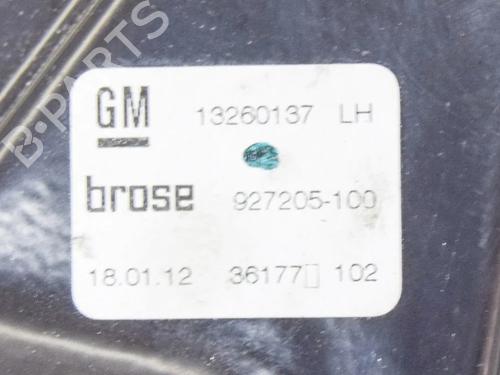 GM 13260137 LH
brose 927205-100
18.01.12 36177▯ 102
B-PARTS